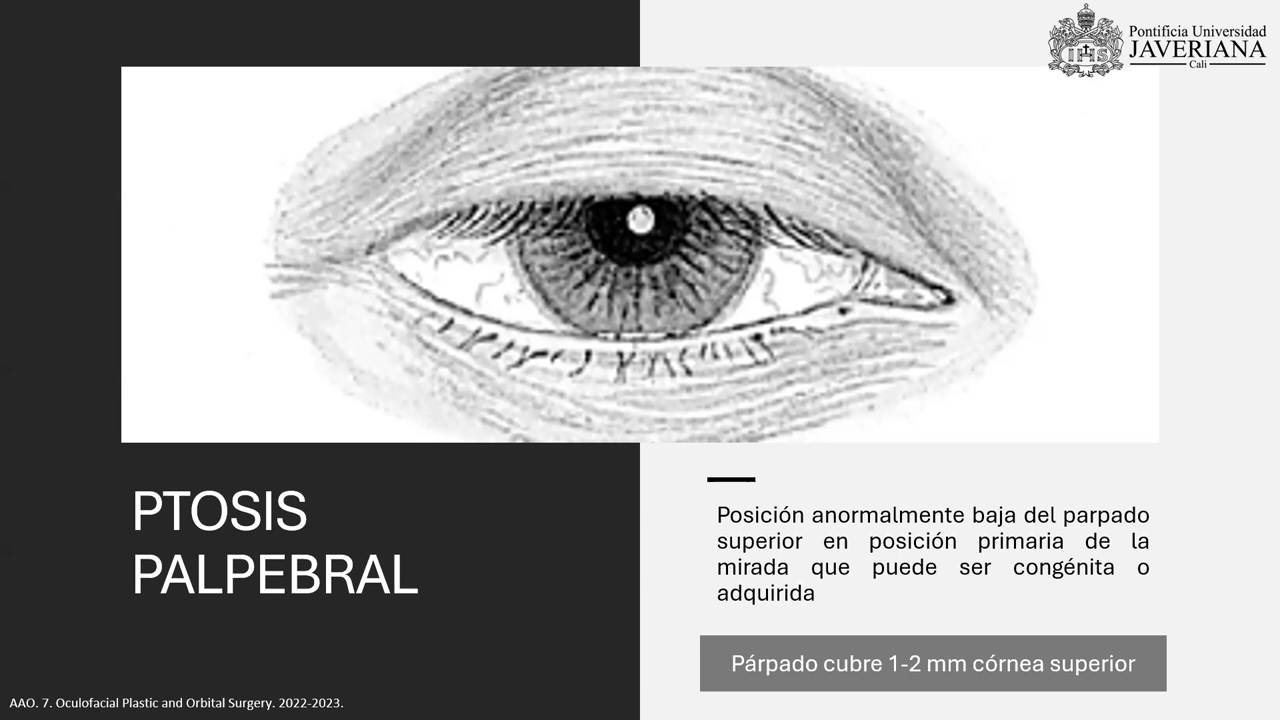 Pontificia Universidad
JAVERIANA
Cali
IHS
PTOSIS
PALPEBRAL
Posición anormalmente baja del parpado
superior en posición primaria de la
mirada que puede ser congénita o
adquirida
Párpado cubre 1-2 mm córnea superior
AAO. 7. Oculofacial Plastic and Orbital Surgery. 2022-2023.